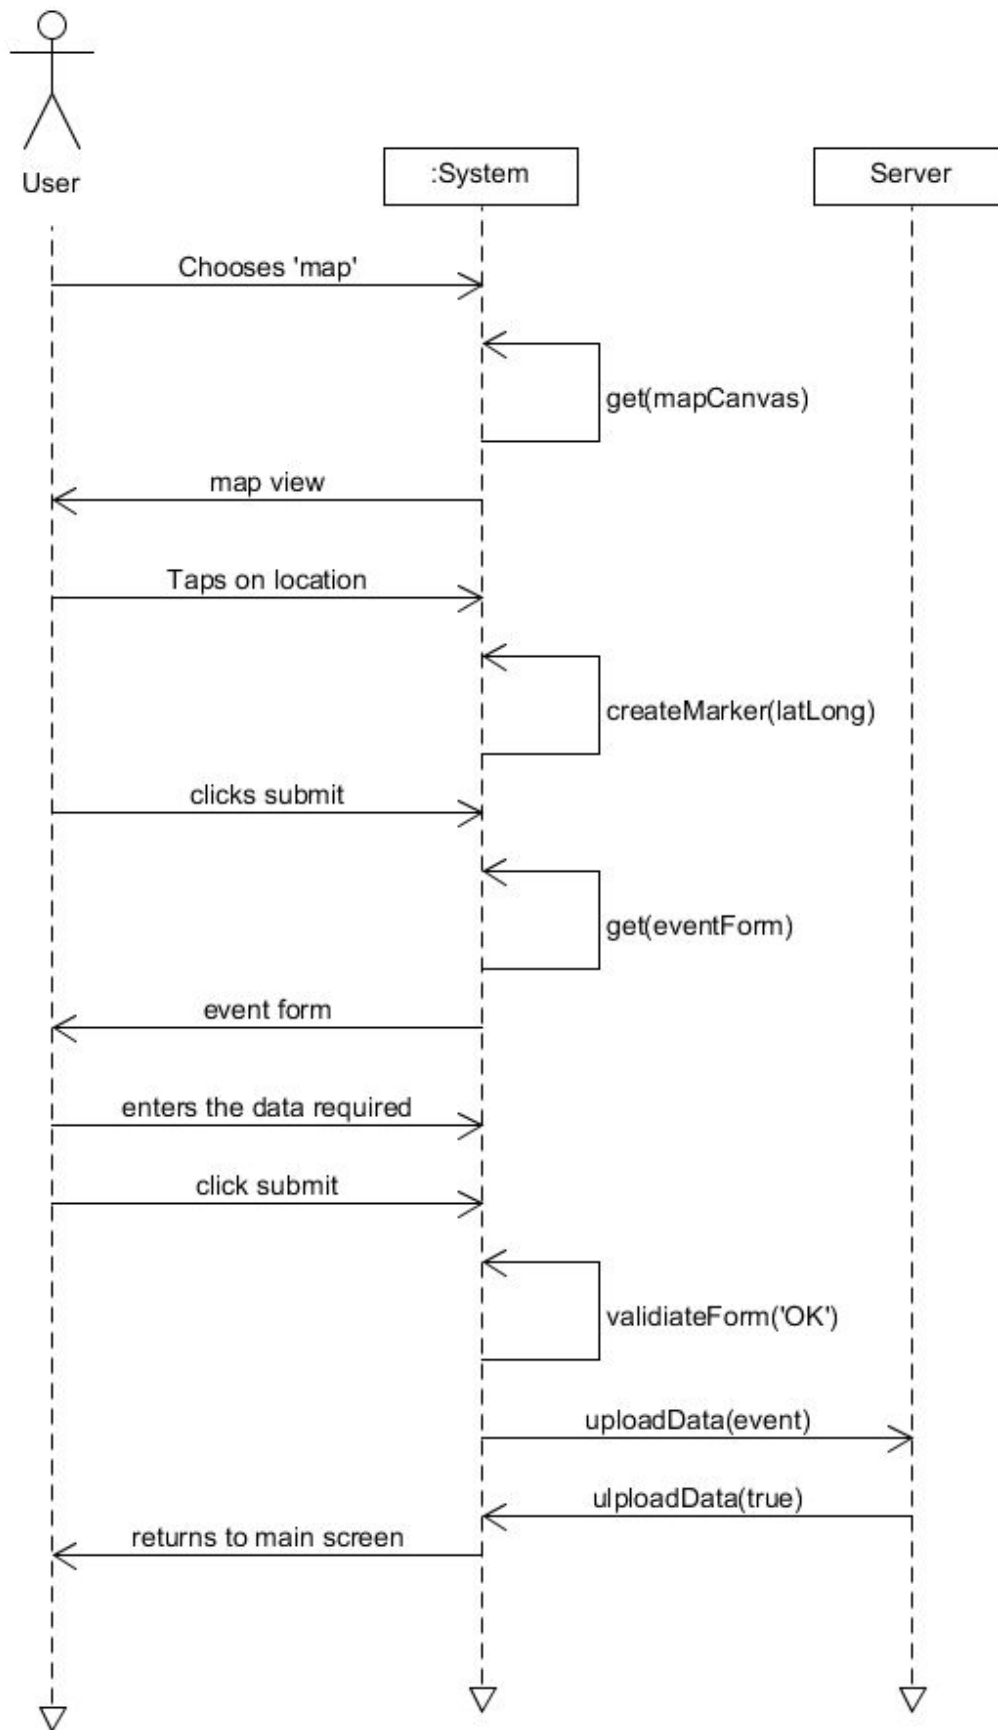 User
:System
Server
Chooses 'map'
get(mapCanvas)
map view
Taps on location
createMarker(latLong)
clicks submit
get(eventForm)
event form
enters the data required
click submit
validiateForm('OK')
uploadData(event)
ulploadData(true)
returns to main screen